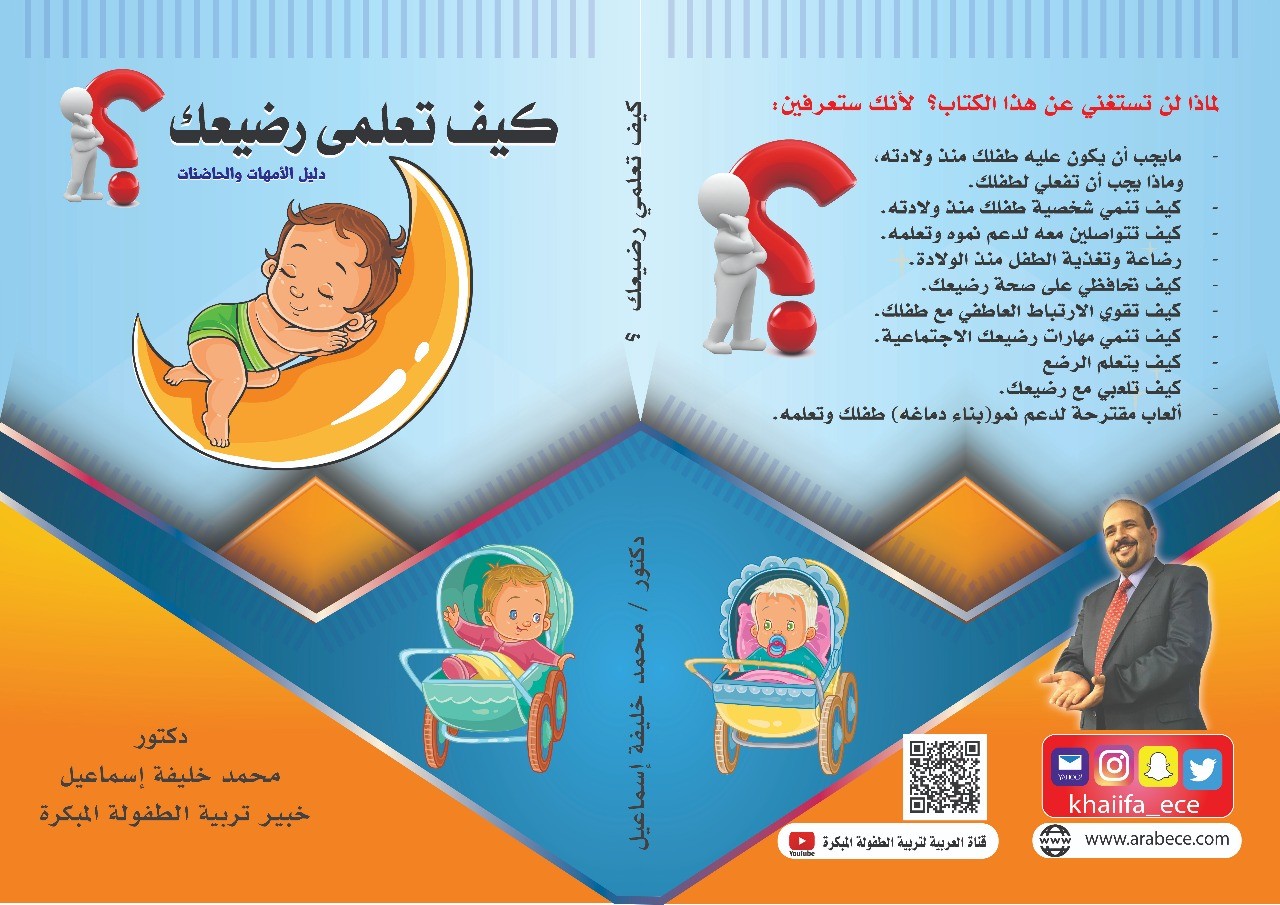 كيف تعلمى رضيعك
دليل الأمهات والحاضنات
دكتور
محمد خليفة إسماعيل
خبير تربية الطفولة المبكرة
كيف تعلمي رضيعك ؟
دكتور / محمد خليفة إسماعيل
لماذا لن تستغني عن هذا الكتاب؟ لأنك ستعرفين:
- مايجب أن يكون عليه طفلك منذ ولادته،
وماذا يجب أن تفعلي لطفلك.
- كيف تنمي شخصية طفلك منذ ولادته.
- كيف تتواصلين معه لدعم نموه وتعلمه.
- رضاعة وتغذية الطفل منذ الولادة.
- كيف تحافظي على صحة رضيعك.
- كيف تقوي الارتباط العاطفي مع طفلك.
- كيف تنمي مهارات رضيعك الاجتماعية.
- كيف يتعلم الرضع
- كيف تلعبي مع رضيعك.
- ألعاب مقترحة لدعم نمو(بناء دماغه) طفلك وتعلمه.
YAHOO!
khaiifa_ece
www.arabece.com
قناة العربية لتربية الطفولة المبكرة
Youtube